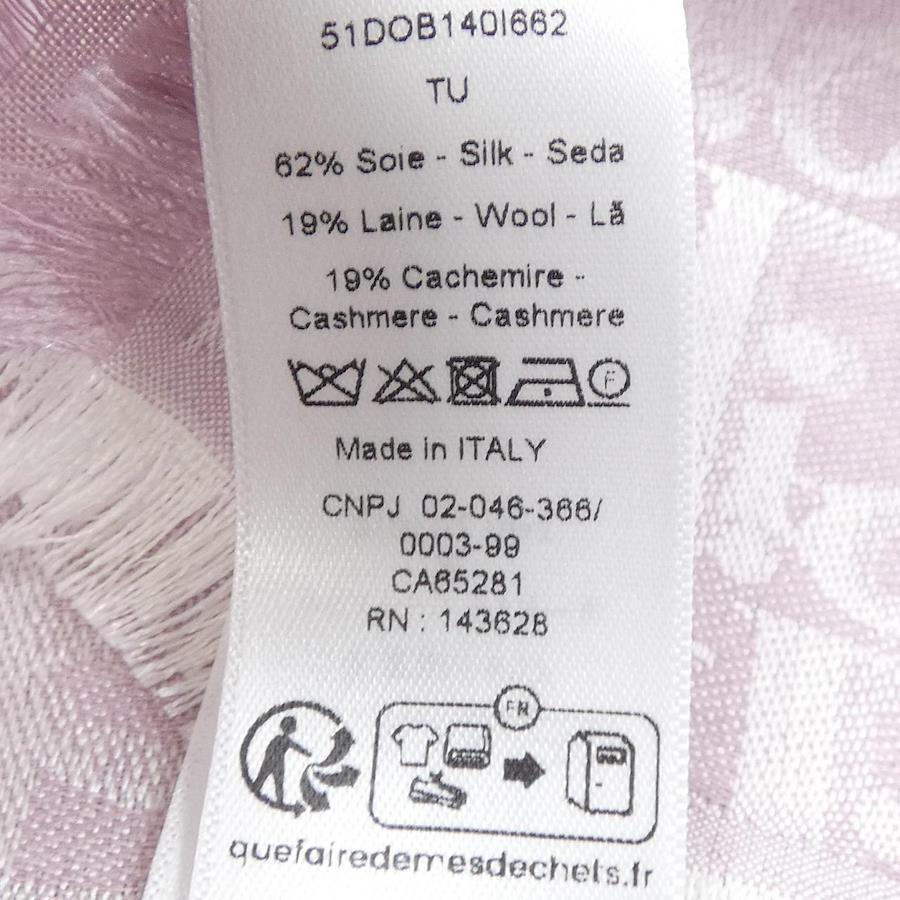 51DOB140I662
TU
62% Soie - Silk - Seda
19% Laine - Wool - Lã
19% Cachemire -
Cashmere - Cashmere
F
Made in ITALY
CNPJ 02-046-366/
0003-99
CA65281
RN : 143628
FR
quefairedemesdechets.fr